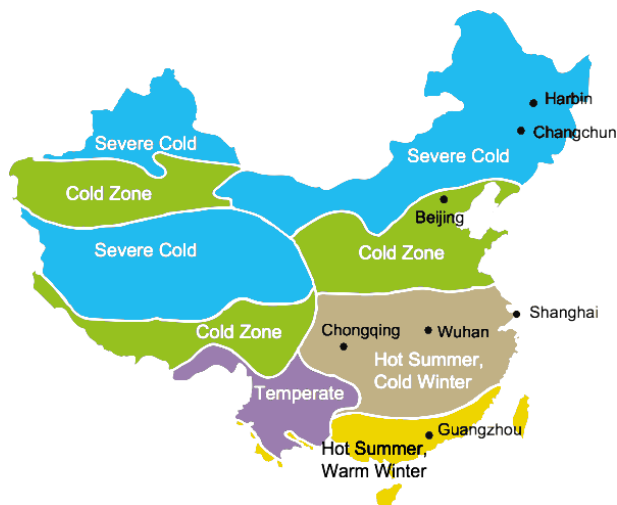 Harbin
Changchun
Severe Cold
Severe Cold
Cold Zone
Beijing
Severe Cold
Cold Zone
Shanghai
Cold Zone
Chongqing
Wuhan
Hot Summer,
Cold Winter
Temperate
Guangzhou
Hot Summer,
Warm Winter